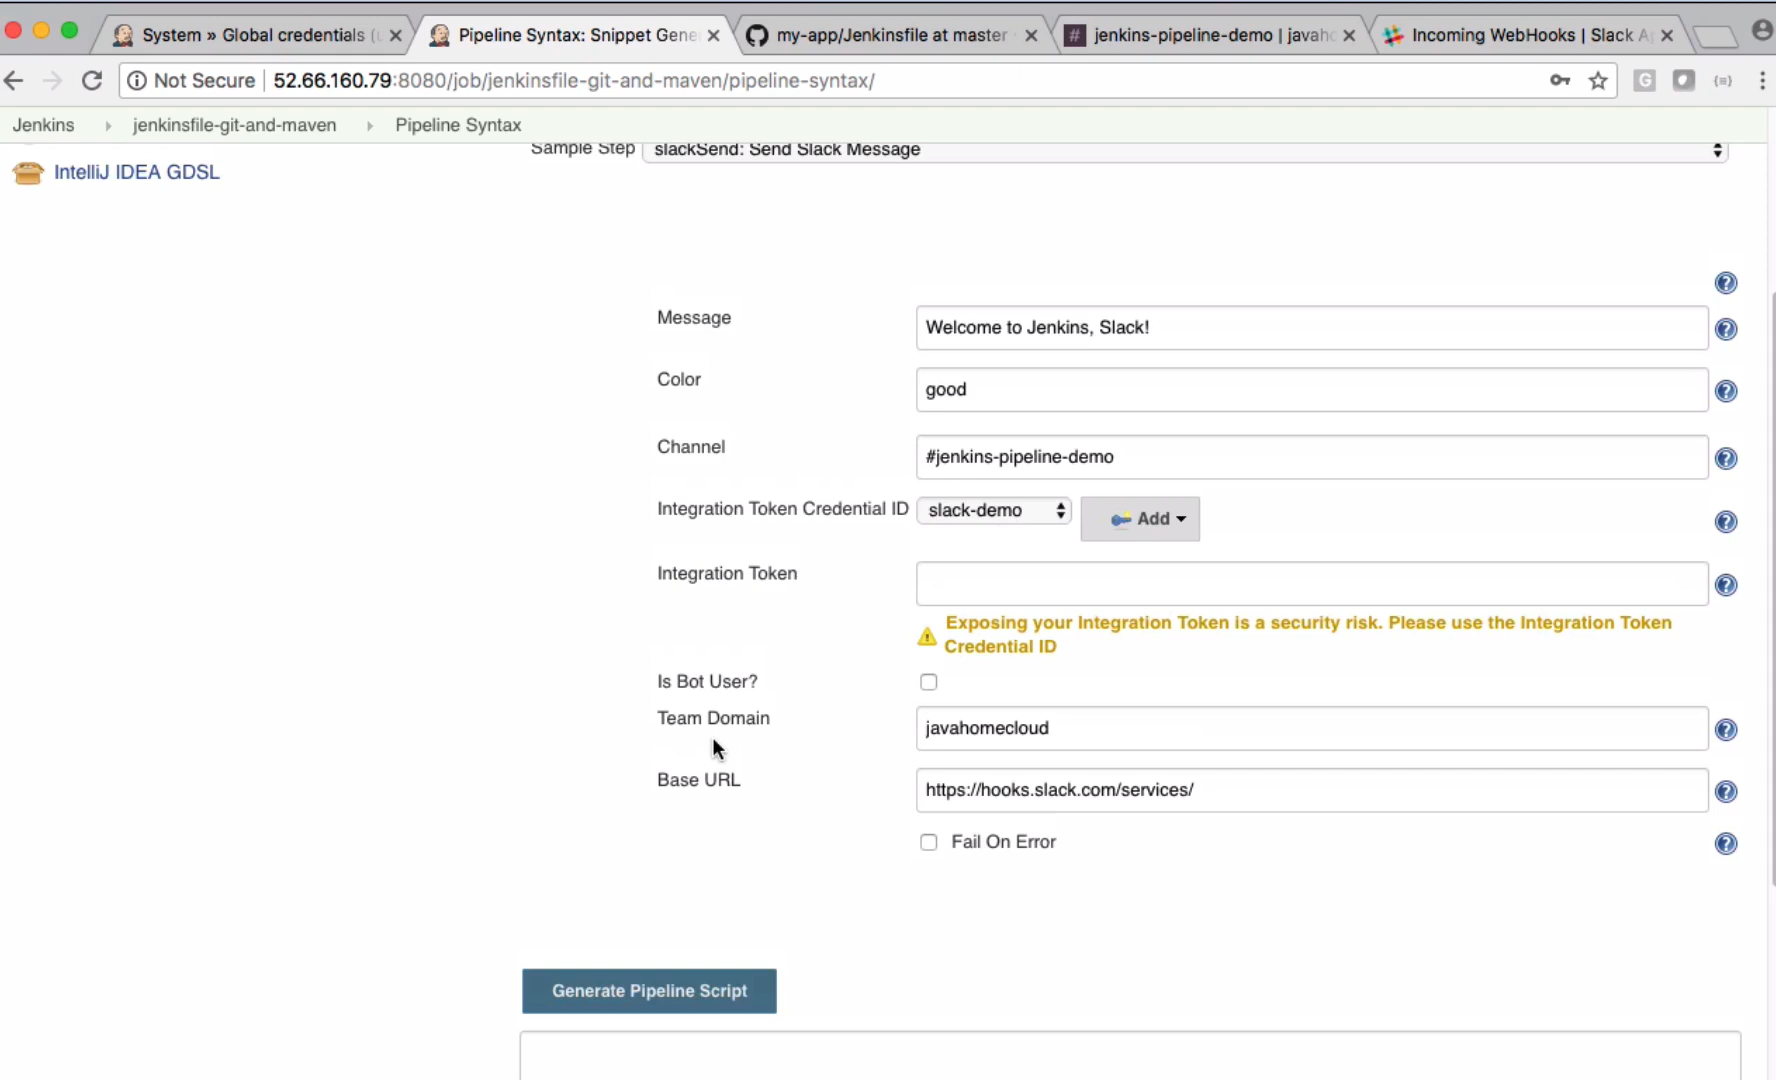 System » Global credentials (
Pipeline Syntax: Snippet Gene
my-app/Jenkinsfile at master
# jenkins-pipeline-demo | javaho
Incoming WebHooks | Slack A
Not Secure | 52.66.160.79:8080/job/jenkinsfile-git-and-maven/pipeline-syntax/
Jenkins
jenkinsfile-git-and-maven
Pipeline Syntax
IntelliJ IDEA GDSL
Sample Step
slackSend: Send Slack Message
Message
Welcome to Jenkins, Slack!
Color
good
Channel
#jenkins-pipeline-demo
Integration Token Credential ID
slack-demo
Add
Integration Token
Exposing your Integration Token is a security risk. Please use the Integration Token
Credential ID
Is Bot User?
Team Domain
javahomecloud
Base URL
https://hooks.slack.com/services/
Fail On Error
Generate Pipeline Script